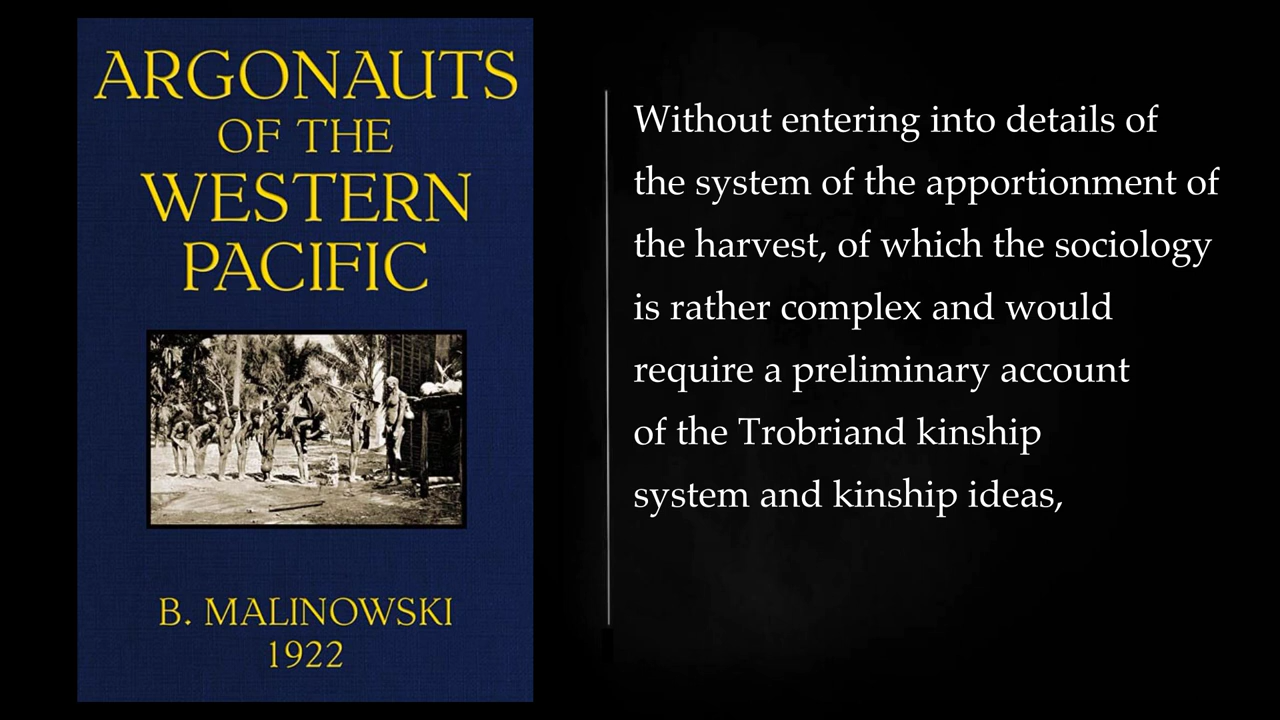 ARGONAUTS
OF THE
WESTERN
PACIFIC
B. MALINOWSKI
1922
Without entering into details of
the system of the apportionment of
the harvest, of which the sociology
is rather complex and would
require a preliminary account
of the Trobriand kinship
system and kinship ideas,